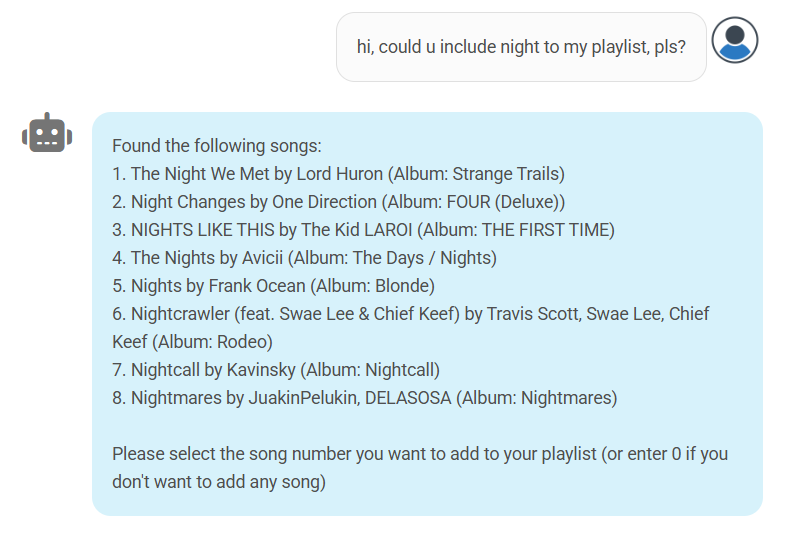 hi, could u include night to my playlist, pls?
Found the following songs:
1. The Night We Met by Lord Huron (Album: Strange Trails)
2. Night Changes by One Direction (Album: FOUR (Deluxe))
3. NIGHTS LIKE THIS by The Kid LAROI (Album: THE FIRST TIME)
4. The Nights by Avicii (Album: The Days / Nights)
5. Nights by Frank Ocean (Album: Blonde)
6. Nightcrawler (feat. Swae Lee & Chief Keef) by Travis Scott, Swae Lee, Chief
Keef (Album: Rodeo)
7. Nightcall by Kavinsky (Album: Nightcall)
8. Nightmares by JuakinPelukin, DELASOSA (Album: Nightmares)
Please select the song number you want to add to your playlist (or enter 0 if you
don't want to add any song)